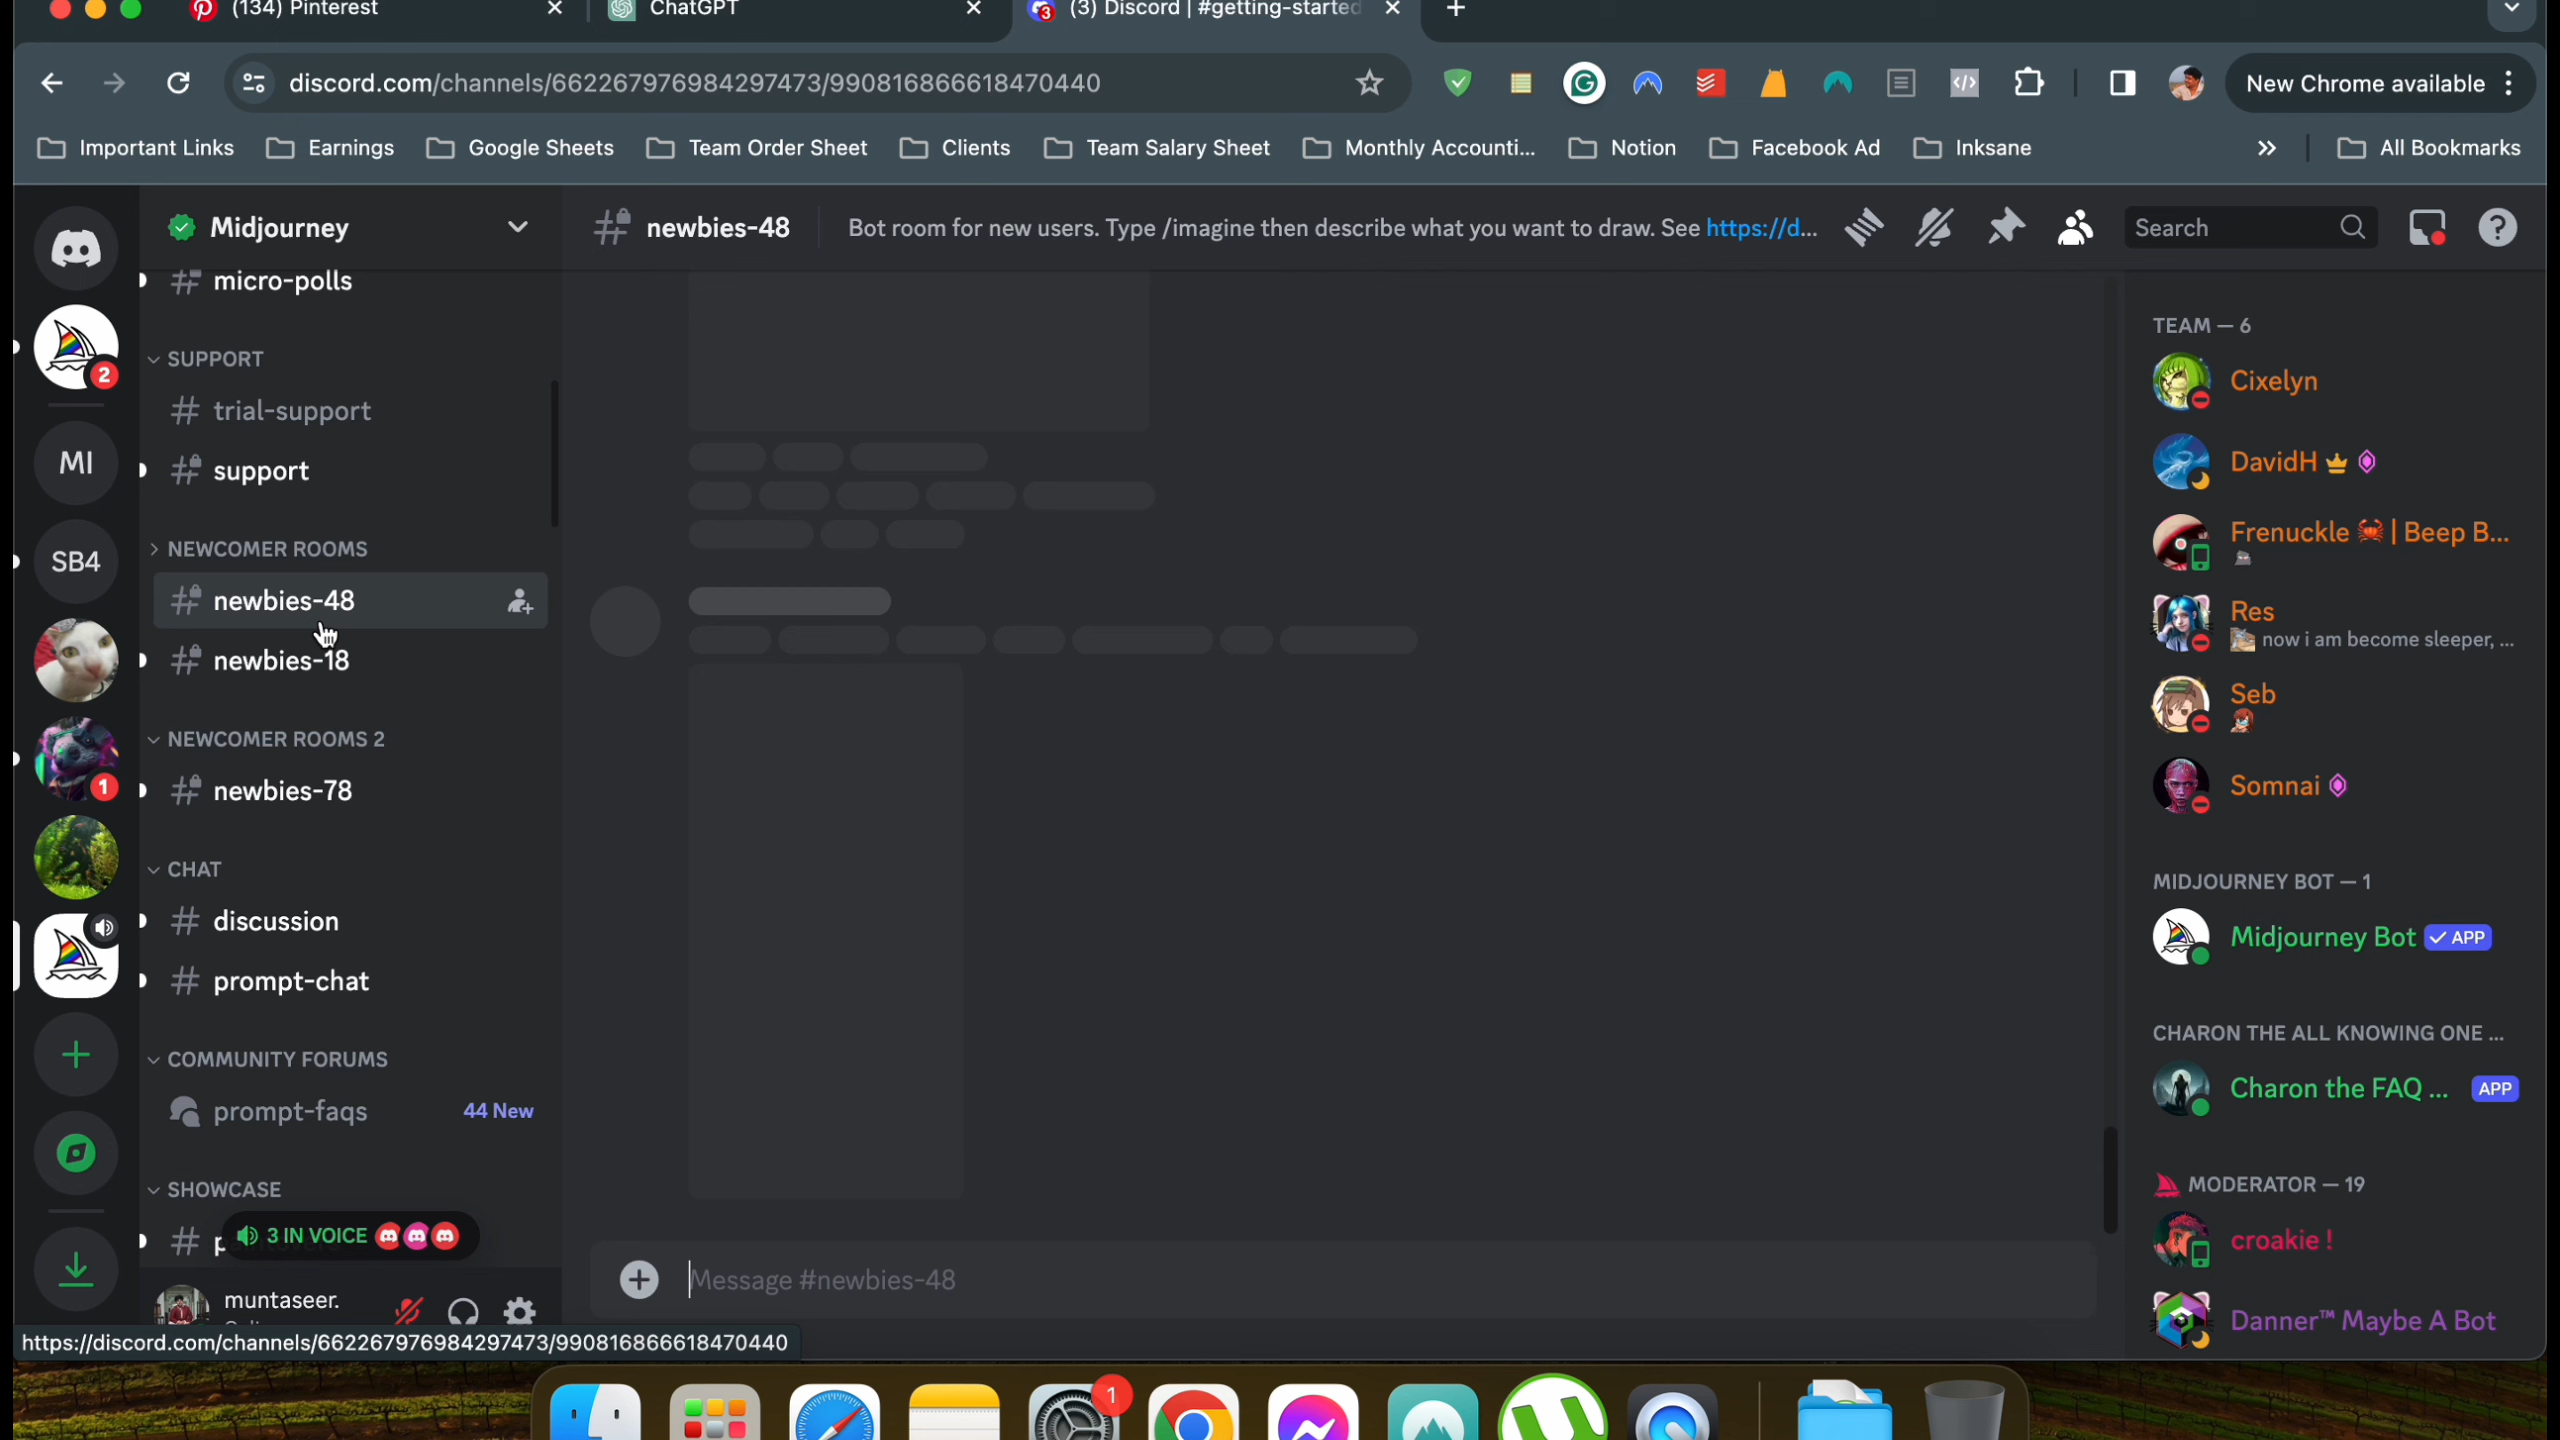 (134) Pinterest
ChatGPT
(3) Discord | #getting-started
discord.com/channels/662267976984297473/990816866618470440
New Chrome available
Important Links
Earnings
Google Sheets
Team Order Sheet
Clients
Team Salary Sheet
Monthly Accounti...
Notion
Facebook Ad
Inksane
All Bookmarks
Midjourney
newbies-48
Bot room for new users. Type /imagine then describe what you want to draw. See https://d...
Search
micro-polls
SUPPORT
trial-support
support
NEWCOMER ROOMS
newbies-48
newbies-18
NEWCOMER ROOMS 2
newbies-78
CHAT
discussion
prompt-chat
COMMUNITY FORUMS
prompt-faqs
44 New
SHOWCASE
3 IN VOICE
muntaseer.
2
MI
SB4
1
Message #newbies-48
https://discord.com/channels/662267976984297473/990816866618470440
TEAM — 6
Cixelyn
DavidH
Frenuckle 🦀 | Beep B...
Res
now i am become sleeper, ...
Seb
Somnai
MIDJOURNEY BOT — 1
Midjourney Bot
APP
CHARON THE ALL KNOWING ONE ...
Charon the FAQ ...
APP
MODERATOR — 19
croakie !
Danner™ Maybe A Bot
1